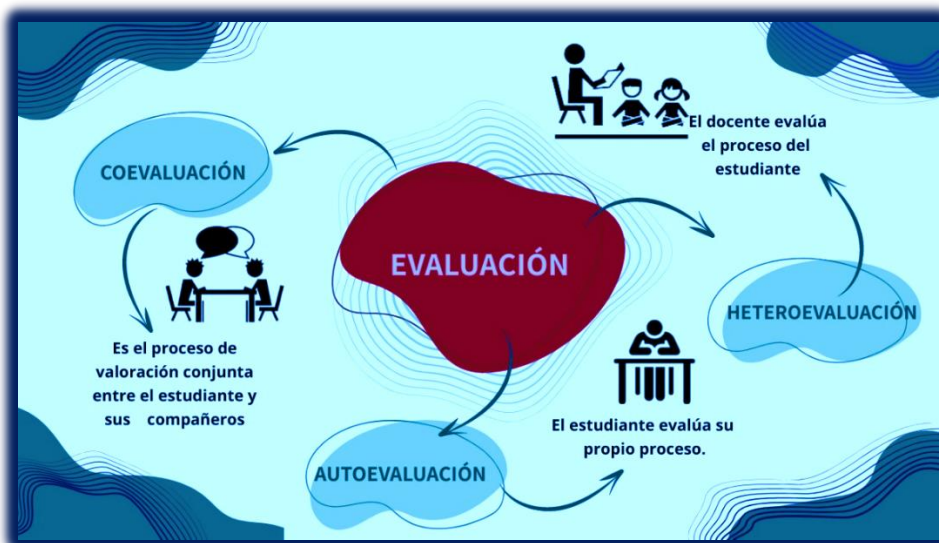 EVALUACIÓN
COEVALUACIÓN
Es el proceso de
valoración conjunta
entre el estudiante y
sus compañeros
AUTOEVALUACIÓN
El estudiante evalúa su
propio proceso.
HETEROEVALUACIÓN
El docente evalúa
el proceso del
estudiante